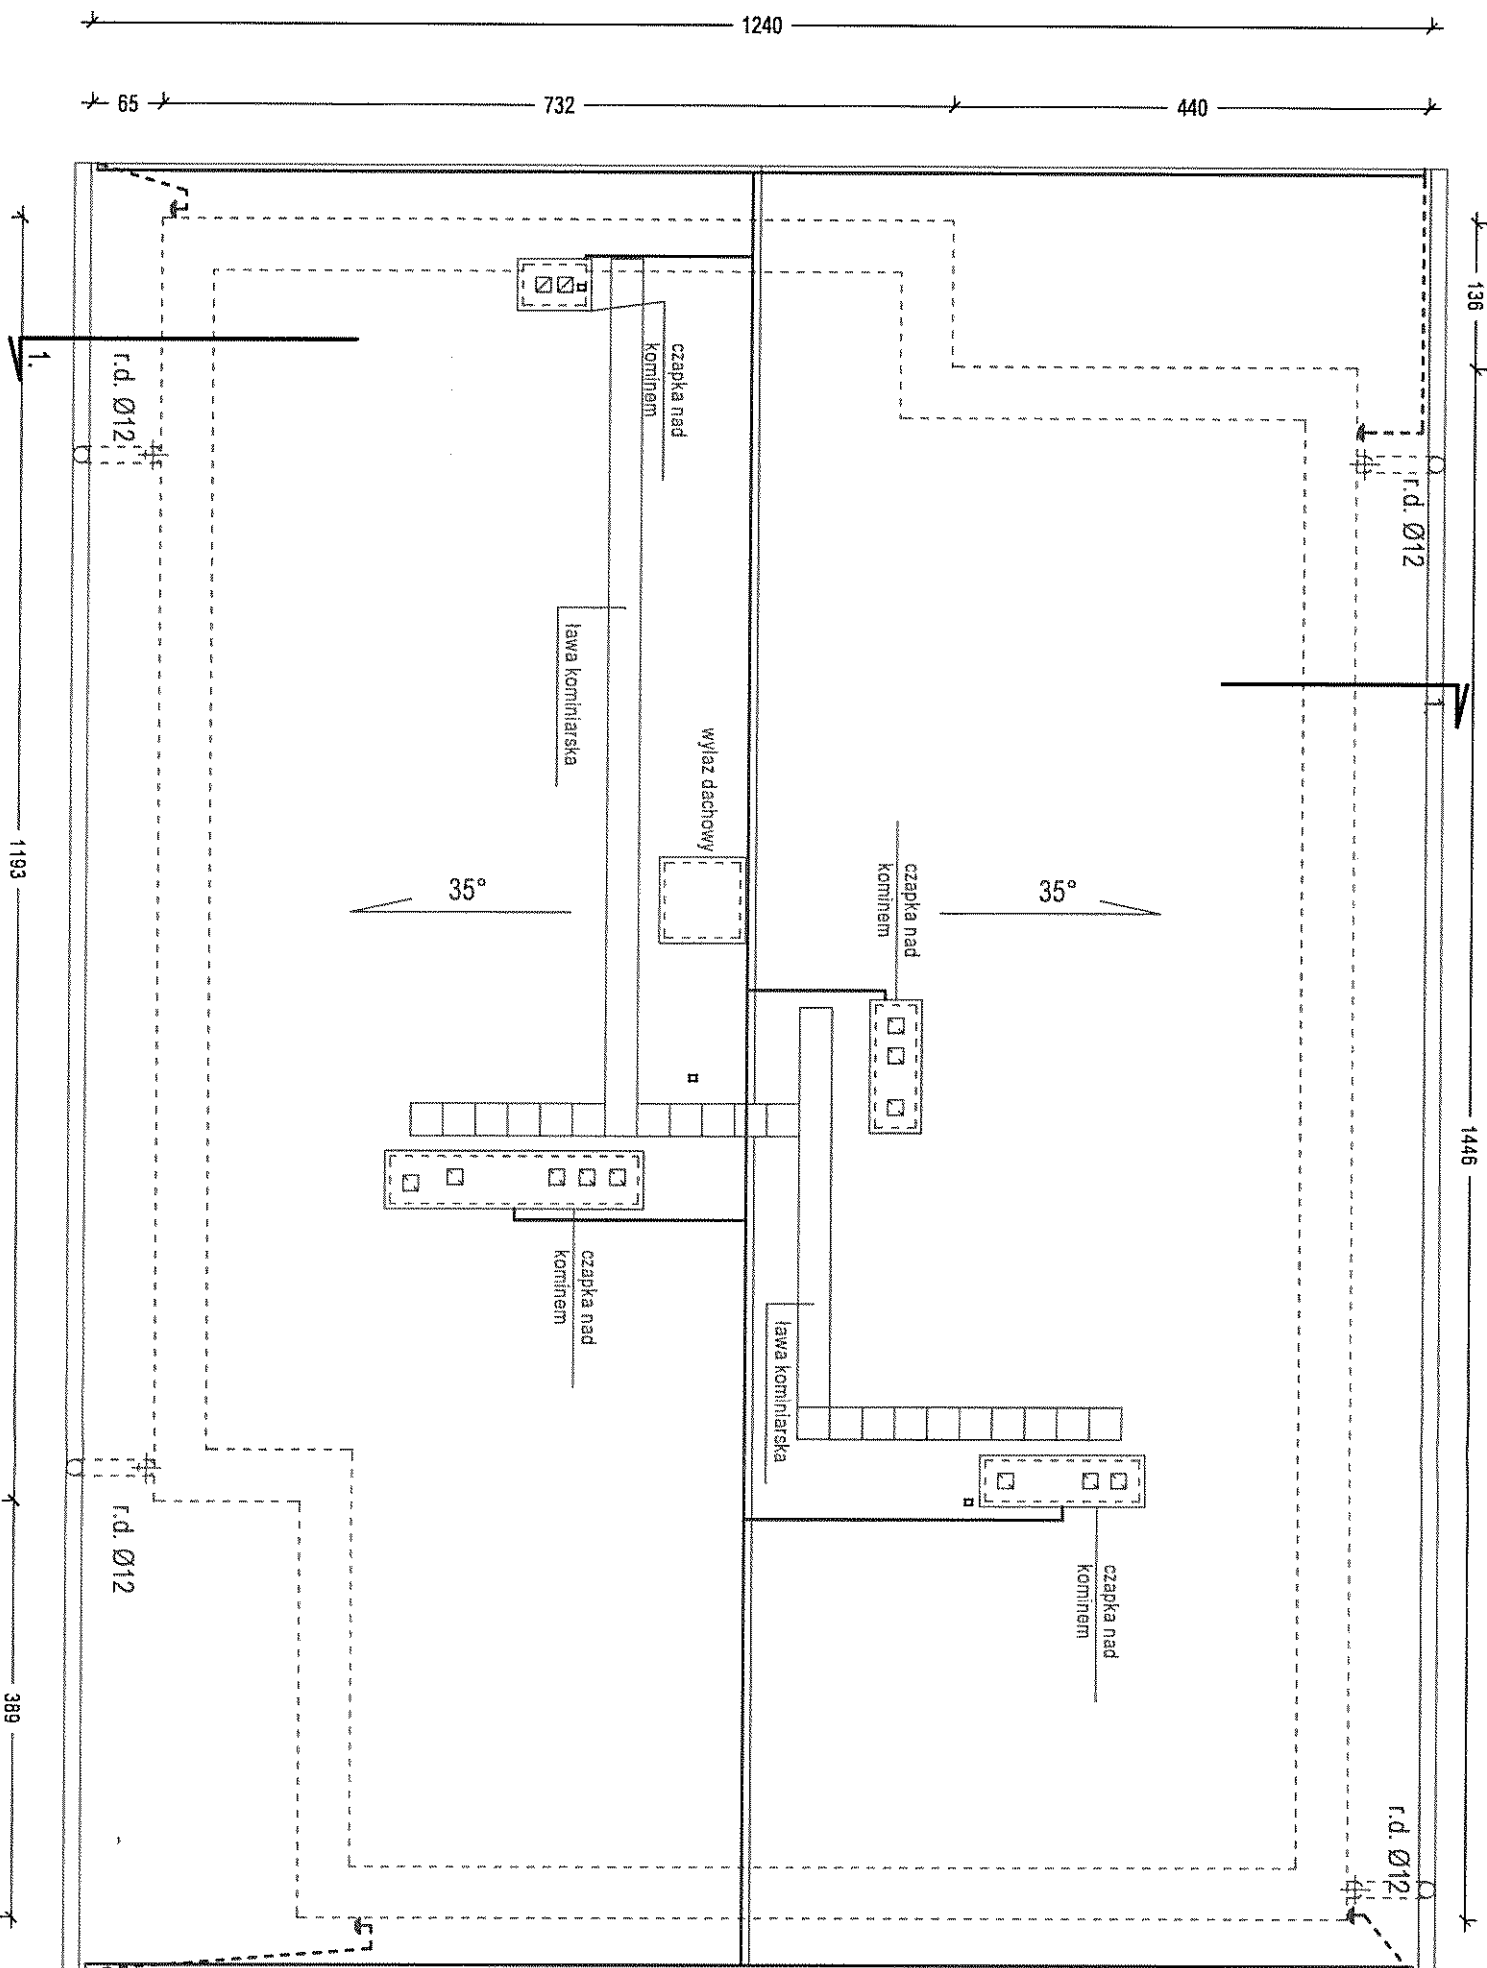 1240
65
732
440
136
1446
1193
389
1.
1.
r.d. Ø12
r.d. Ø12
r.d. Ø12
r.d. Ø12
czapka nad
kominem
ława kominiarska
wyłaz dachowy
czapka nad
kominem
35°
35°
czapka nad
kominem
ława kominiarska
czapka nad
kominem